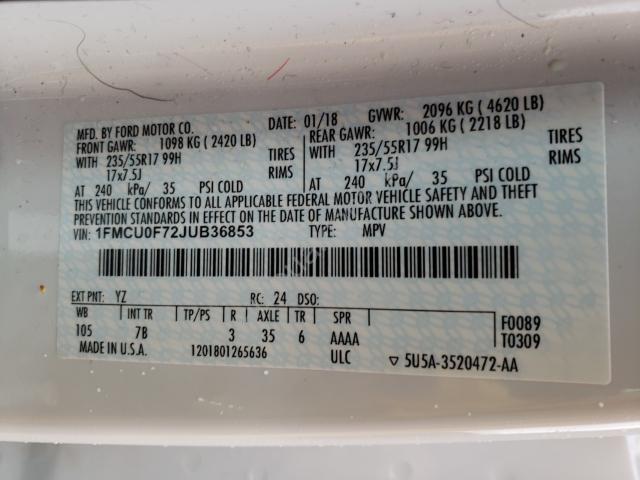 MFD. BY FORD MOTOR CO. DATE: 01/18 GVWR: 2096 KG ( 4620 LB)
FRONT GAWR: 1098 KG ( 2420 LB) REAR GAWR: 1006 KG ( 2218 LB)
WITH 235/55R17 99H TIRES WITH 235/55R17 99H TIRES
17x7.5J RIMS 17x7.5J RIMS
AT 240 kPa/ 35 PSI COLD AT 240 kPa/ 35 PSI COLD
THIS VEHICLE CONFORMS TO ALL APPLICABLE FEDERAL MOTOR VEHICLE SAFETY AND THEFT
PREVENTION STANDARDS IN EFFECT ON THE DATE OF MANUFACTURE SHOWN ABOVE.
VIN: 1FMCU0F72JUB36853 TYPE: MPV
EXT PNT: YZ RC: 24 DSO:
WB INT TR TP/PS R AXLE TR SPR F0089
105 7B 3 35 6 AAAA T0309
MADE IN U.S.A. 1201801265636 ULC ▽ 5U5A-3520472-AA